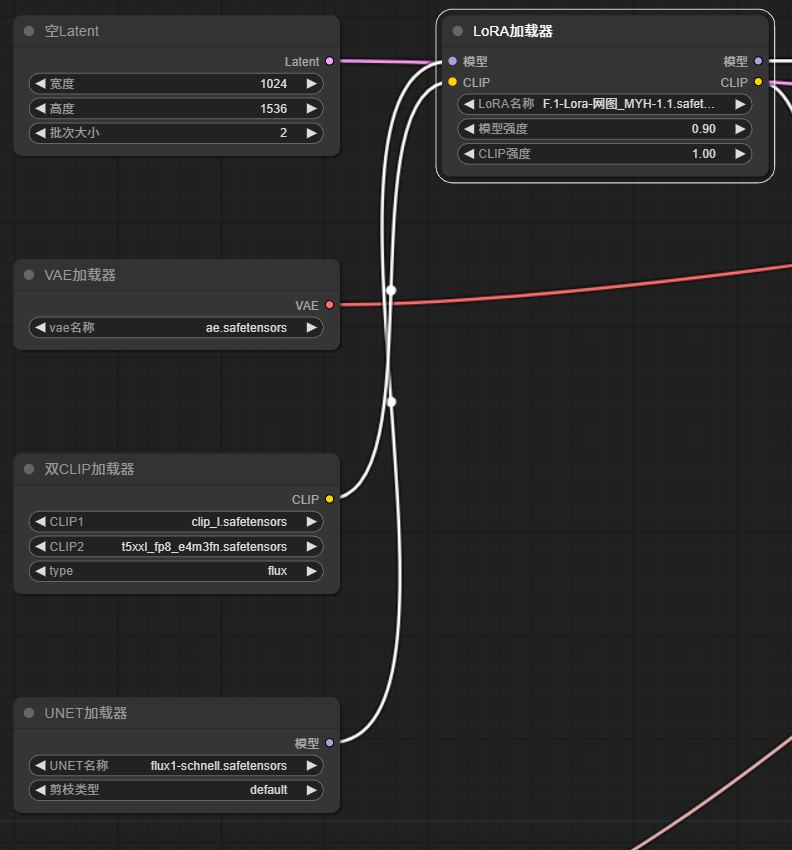 空Latent
Latent
宽度 1024
高度 1536
批次大小 2
LoRA加载器
模型 模型
CLIP CLIP
LoRA名称 F.1-Lora-网图_MYH-1.1.safet...
模型强度 0.90
CLIP强度 1.00
VAE加载器
VAE
vae名称 ae.safetensors
双CLIP加载器
CLIP
CLIP1 clip_l.safetensors
CLIP2 t5xxl_fp8_e4m3fn.safetensors
type flux
UNET加载器
模型
UNET名称 flux1-schnell.safetensors
剪枝类型 default